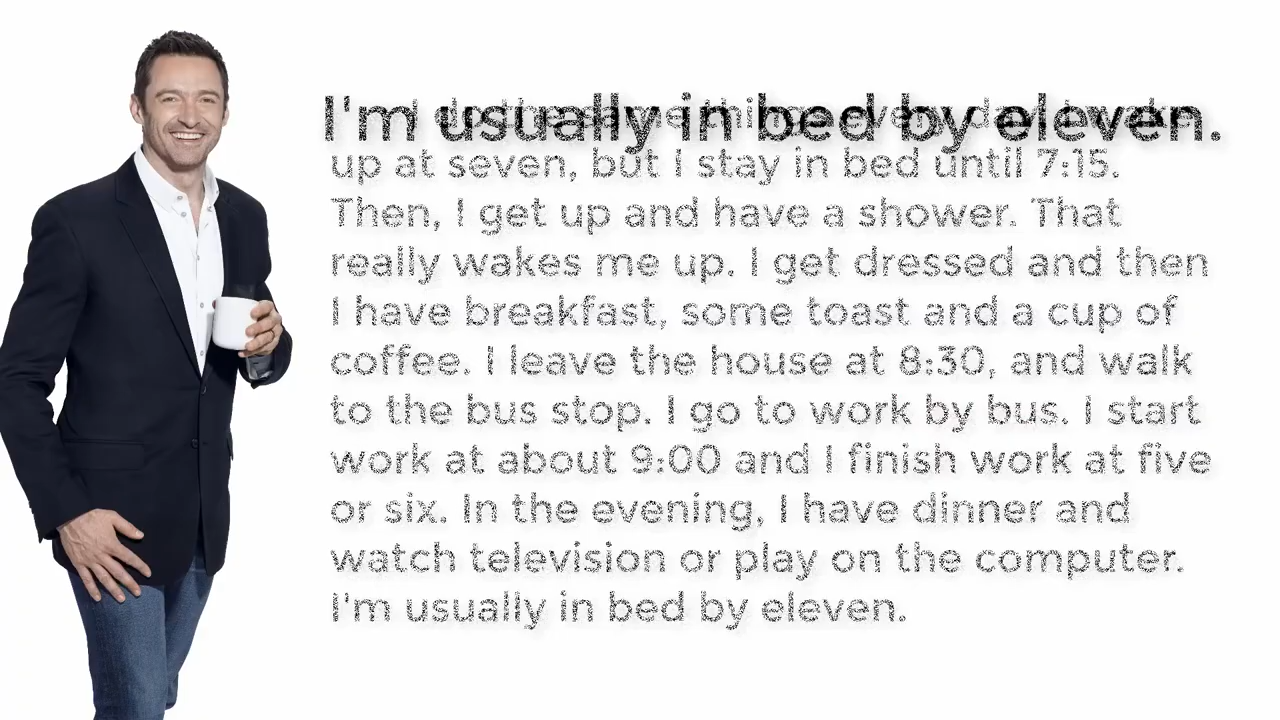 I'm usually in bed by eleven.
up at seven, but I stay in bed until 7:15.
Then, I get up and have a shower. That
really wakes me up. I get dressed and then
I have breakfast, some toast and a cup of
coffee. I leave the house at 8:30, and walk
to the bus stop. I go to work by bus. I start
work at about 9:00 and I finish work at five
or six. In the evening, I have dinner and
watch television or play on the computer.
I'm usually in bed by eleven.